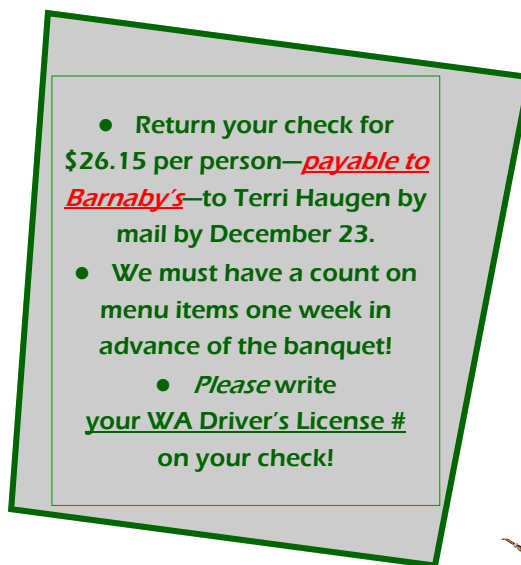 ● Return your check for
$26.15 per person—payable to
Barnaby's—to Terri Haugen by
mail by December 23.
● We must have a count on
menu items one week in
advance of the banquet!
● Please write
your WA Driver's License #
on your check!